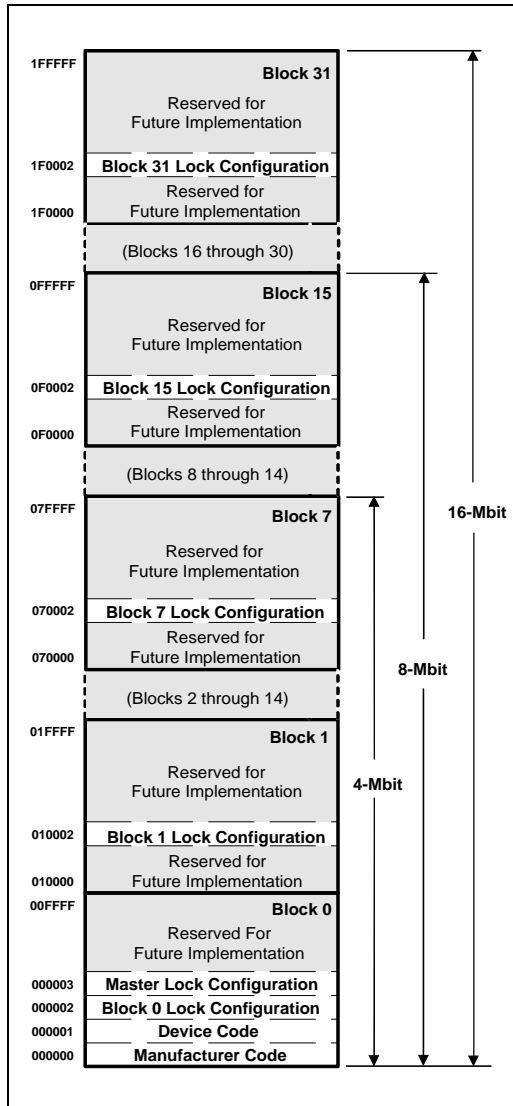 1FFFFF
Block 31
Reserved for
Future Implementation
1F0002
Block 31 Lock Configuration
Reserved for
Future Implementation
1F0000
(Blocks 16 through 30)
0FFFFF
Block 15
Reserved for
Future Implementation
0F0002
Block 15 Lock Configuration
Reserved for
Future Implementation
0F0000
(Blocks 8 through 14)
07FFFF
Block 7
16-Mbit
Reserved for
Future Implementation
070002
Block 7 Lock Configuration
Reserved for
Future Implementation
070000
8-Mbit
(Blocks 2 through 14)
01FFFF
Block 1
Reserved for
Future Implementation
4-Mbit
010002
Block 1 Lock Configuration
Reserved for
Future Implementation
010000
00FFFF
Block 0
Reserved For
Future Implementation
000003
Master Lock Configuration
000002
Block 0 Lock Configuration
000001
Device Code
000000
Manufacturer Code